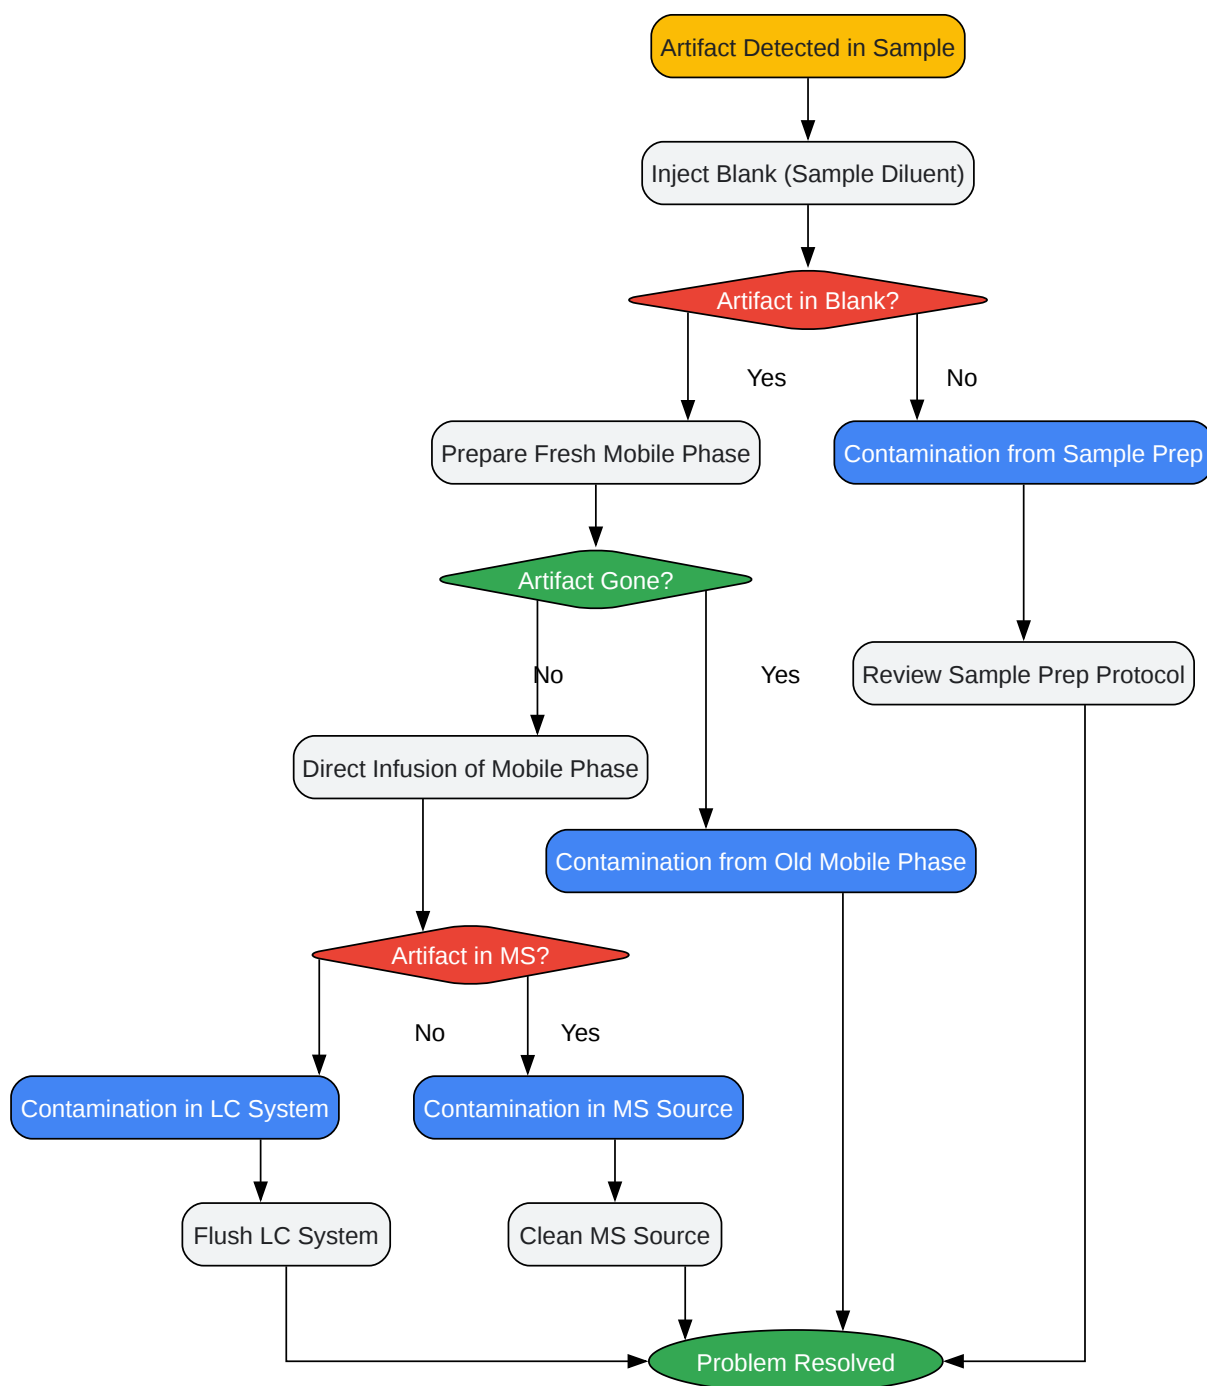 Artifact Detected in Sample
Inject Blank (Sample Diluent)
Artifact in Blank?
Yes
No
Prepare Fresh Mobile Phase
Contamination from Sample Prep
Artifact Gone?
No
Yes
Review Sample Prep Protocol
Direct Infusion of Mobile Phase
Contamination from Old Mobile Phase
Artifact in MS?
No
Yes
Contamination in LC System
Contamination in MS Source
Flush LC System
Clean MS Source
Problem Resolved